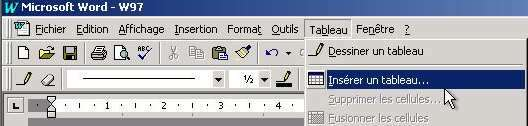 Microsoft Word - W97
Fichier Edition Affichage Insertion Format Outils Tableau Fenêtre ?
ABC
Dessiner un tableau
½
Insérer un tableau...
Supprimer les cellules...
1 2 3 4
Fusionner les cellules